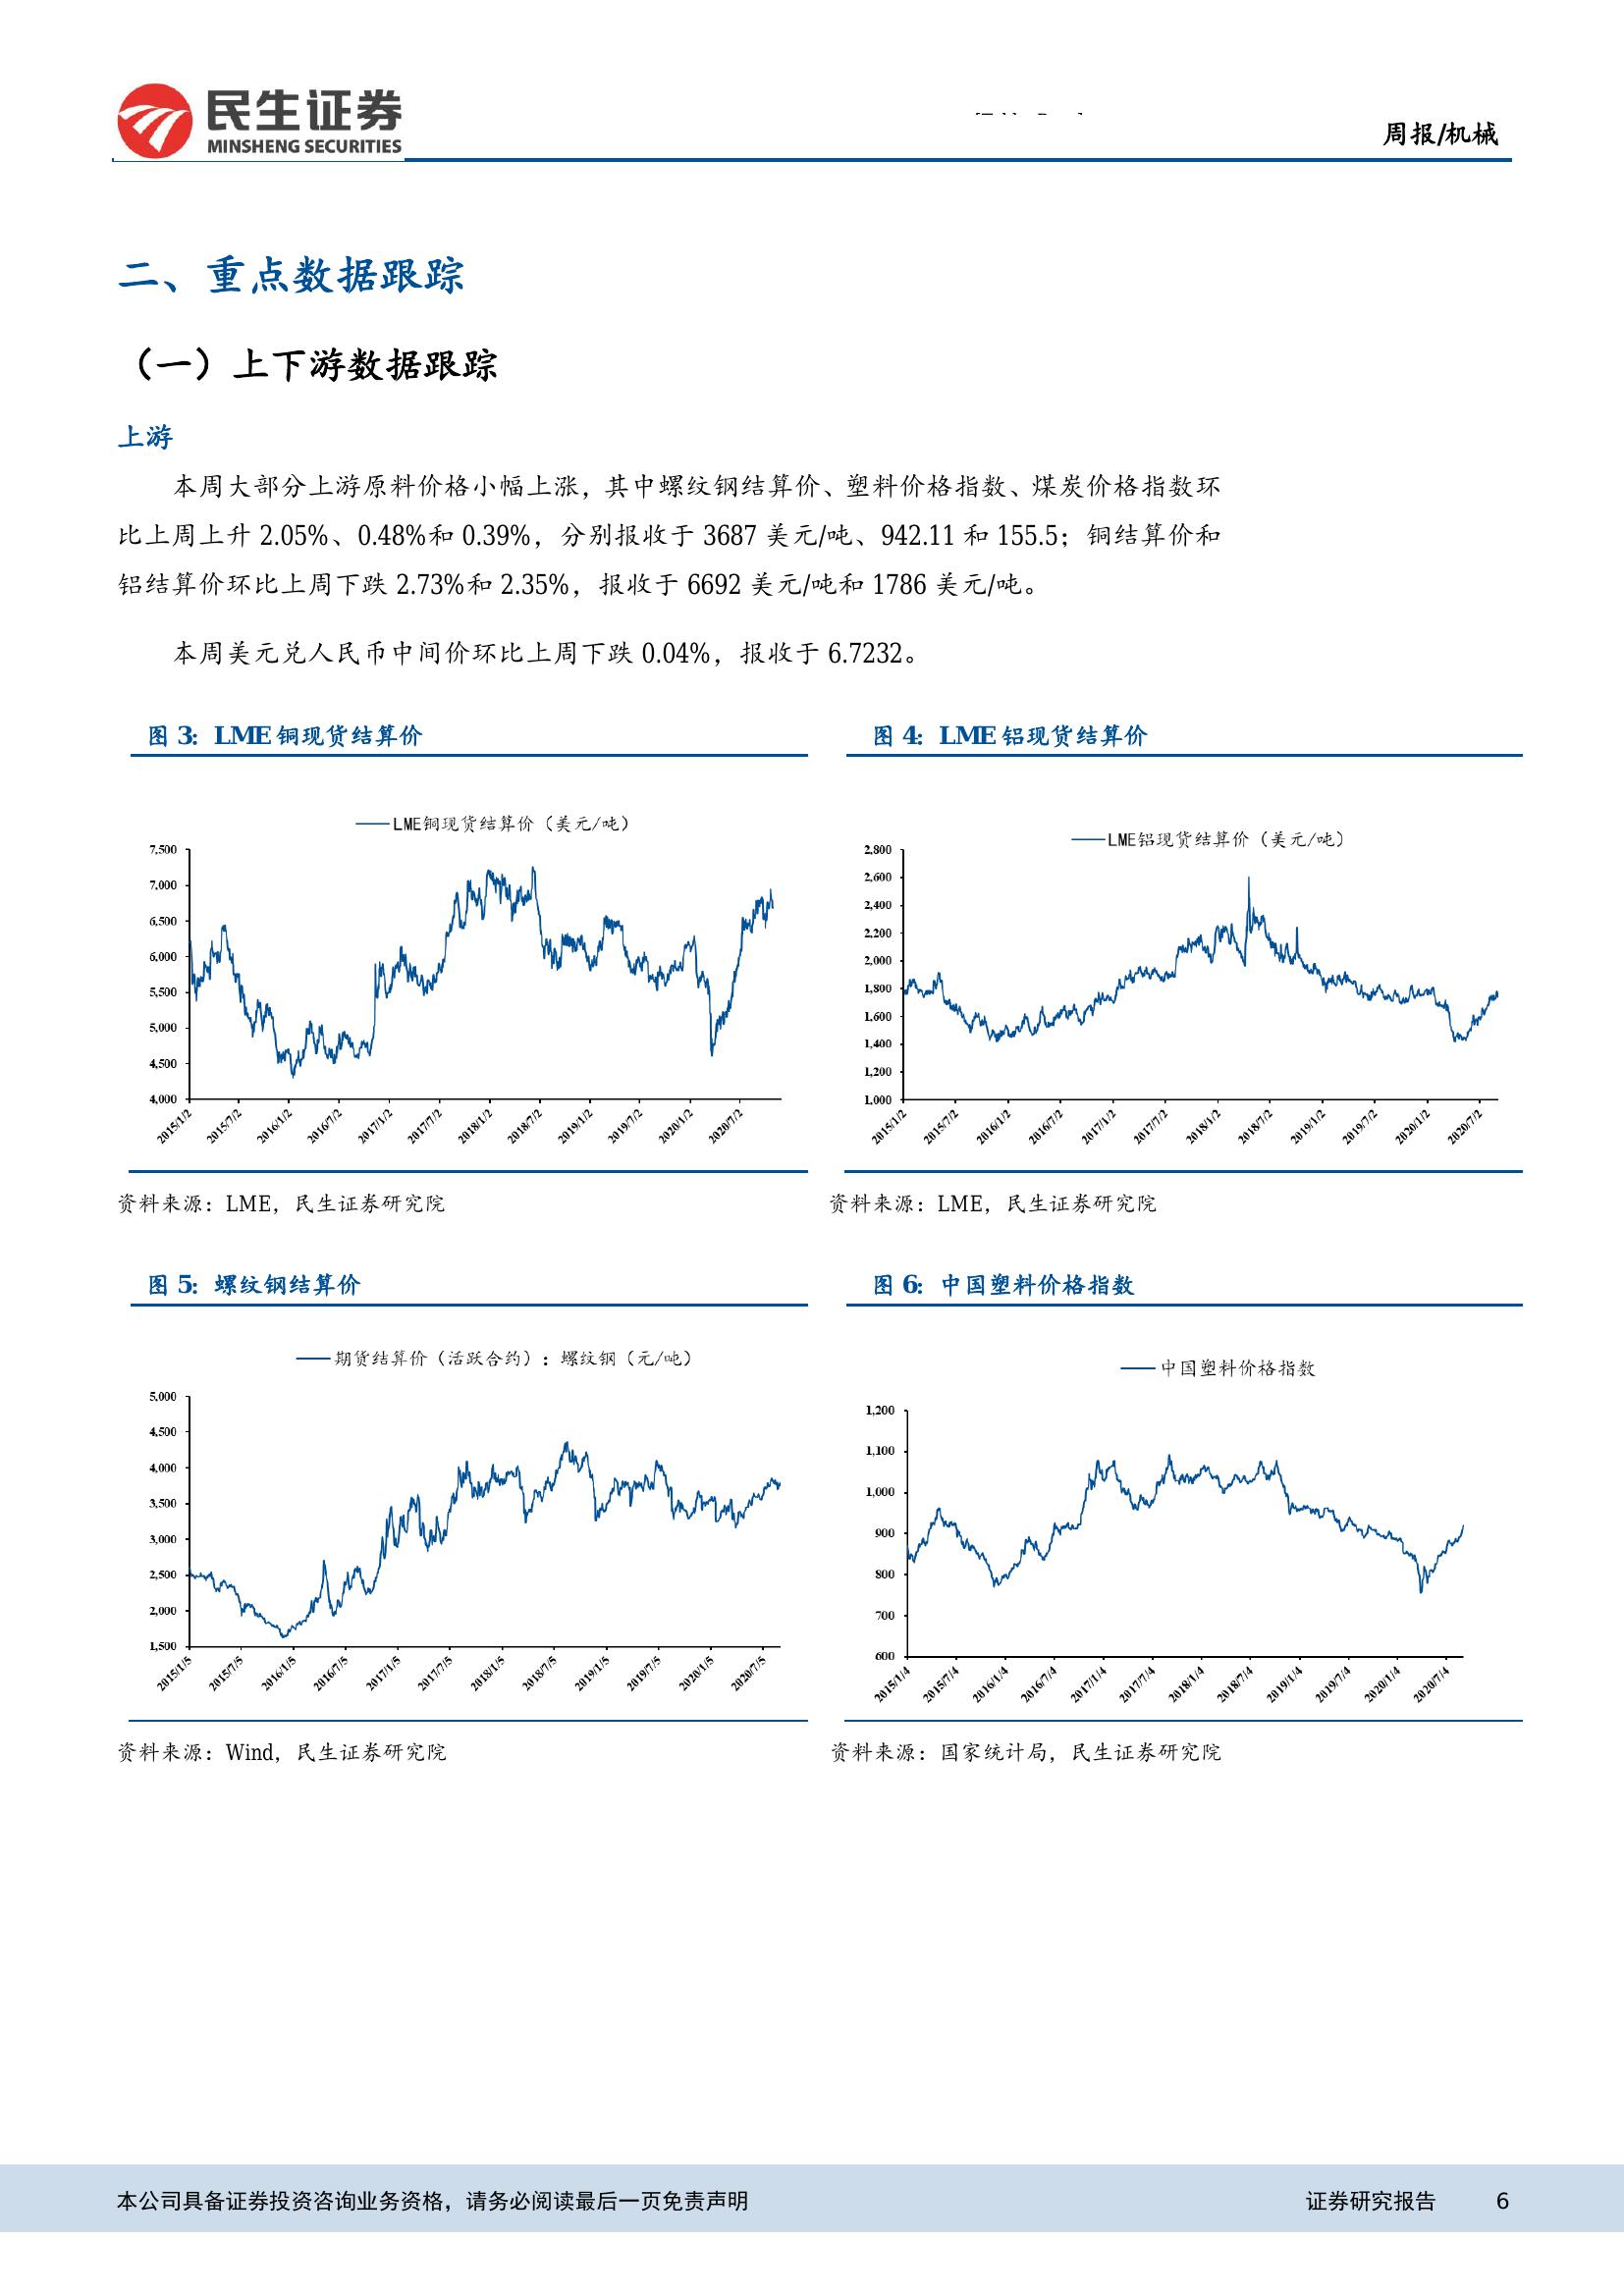 民生证券
MINSHENG SECURITIES
周报/机械
二、重点数据跟踪
（一）上下游数据跟踪
上游
本周大部分上游原料价格小幅上涨，其中螺纹钢结算价、塑料价格指数、煤炭价格指数环
比上周上升 2.05%、0.48%和 0.39%，分别报收于 3687 美元/吨、942.11 和 155.5；铜结算价和
铝结算价环比上周下跌 2.73%和 2.35%，报收于 6692 美元/吨和 1786 美元/吨。
本周美元兑人民币中间价环比上周下跌 0.04%，报收于 6.7232。
图 3：LME 铜现货结算价
LME铜现货结算价（美元/吨）
7,500
7,000
6,500
6,000
5,500
5,000
4,500
4,000
2015/1/2 2015/7/2 2016/1/2 2016/7/2 2017/1/2 2017/7/2 2018/1/2 2018/7/2 2019/1/2 2019/7/2 2020/1/2 2020/7/2
资料来源：LME，民生证券研究院
图 4：LME 铝现货结算价
LME铝现货结算价（美元/吨）
2,800
2,600
2,400
2,200
2,000
1,800
1,600
1,400
1,200
1,000
2015/1/2 2015/7/2 2016/1/2 2016/7/2 2017/1/2 2017/7/2 2018/1/2 2018/7/2 2019/1/2 2019/7/2 2020/1/2 2020/7/2
资料来源：LME，民生证券研究院
图 5：螺纹钢结算价
期货结算价（活跃合约）：螺纹钢（元/吨）
5,000
4,500
4,000
3,500
3,000
2,500
2,000
1,500
2015/1/5 2015/7/5 2016/1/5 2016/7/5 2017/1/5 2017/7/5 2018/1/5 2018/7/5 2019/1/5 2019/7/5 2020/1/5 2020/7/5
资料来源：Wind，民生证券研究院
图 6：中国塑料价格指数
中国塑料价格指数
1,200
1,100
1,000
900
800
700
600
2015/1/4 2015/7/4 2016/1/4 2016/7/4 2017/1/4 2017/7/4 2018/1/4 2018/7/4 2019/1/4 2019/7/4 2020/1/4 2020/7/4
资料来源：国家统计局，民生证券研究院
本公司具备证券投资咨询业务资格，请务必阅读最后一页免责声明
证券研究报告 6